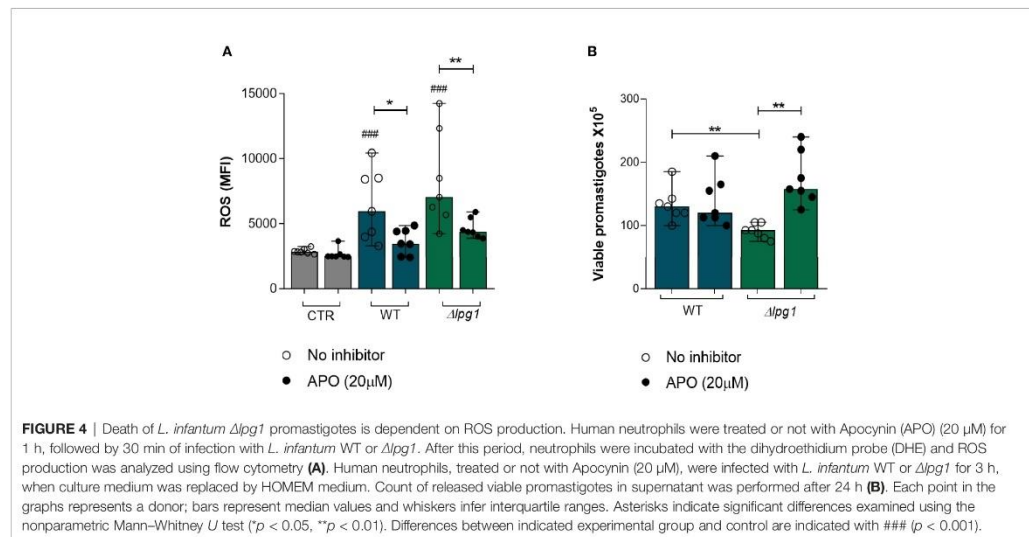 A
B
**
###
*
###
15000
10000
5000
0
ROS (MFI)
CTR
WT
Δlpg1
○ No inhibitor
● APO (20µM)
**
**
300
200
100
0
Viable promastigotes X10⁵
WT
Δlpg1
○ No inhibitor
● APO (20µM)
FIGURE 4 | Death of L. infantum Δlpg1 promastigotes is dependent on ROS production. Human neutrophils were treated or not with Apocynin (APO) (20 µM) for
1 h, followed by 30 min of infection with L. infantum WT or Δlpg1. After this period, neutrophils were incubated with the dihydroethidium probe (DHE) and ROS
production was analyzed using flow cytometry (A). Human neutrophils, treated or not with Apocynin (20 µM), were infected with L. infantum WT or Δlpg1 for 3 h,
when culture medium was replaced by HOMEM medium. Count of released viable promastigotes in supernatant was performed after 24 h (B). Each point in the
graphs represents a donor; bars represent median values and whiskers infer interquartile ranges. Asterisks indicate significant differences examined using the
nonparametric Mann–Whitney U test (*p < 0.05, **p < 0.01). Differences between indicated experimental group and control are indicated with ### (p < 0.001).